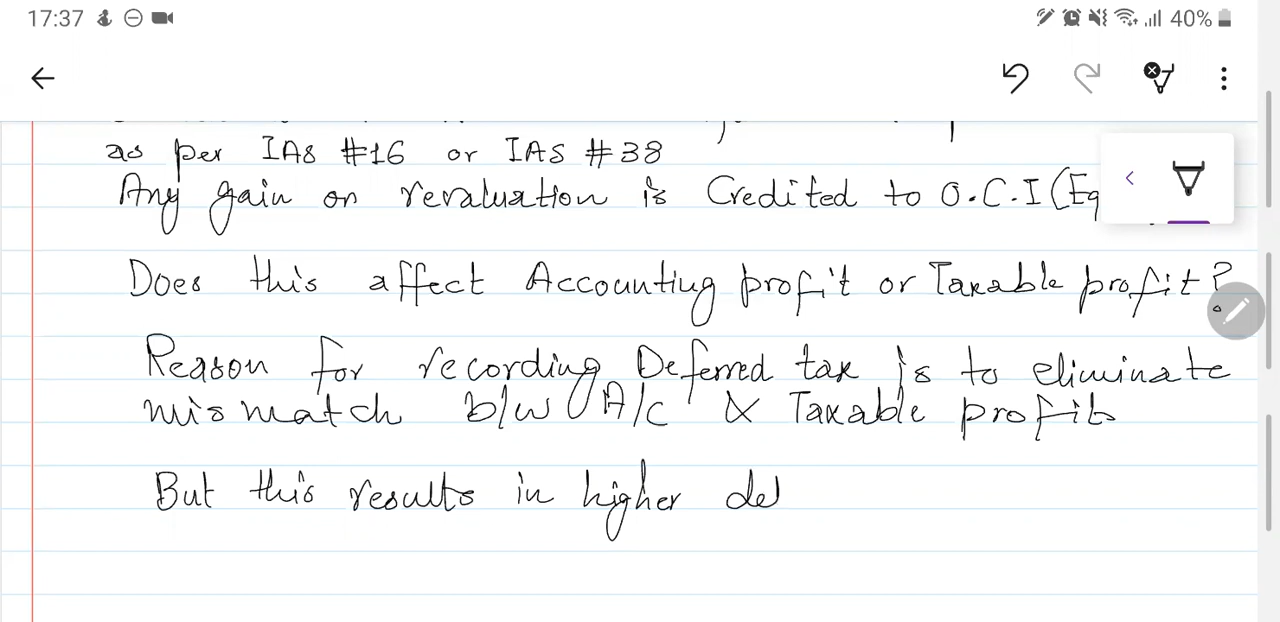 17:37 40%
as per IAS #16 or IAS #38
Any gain on revaluation is Credited to O.C.I (Eq
Does this affect Accounting profit or Taxable profit?
Reason for recording Deferred tax is to eliminate
mismatch b/w A/c & Taxable profits
But this results in higher de